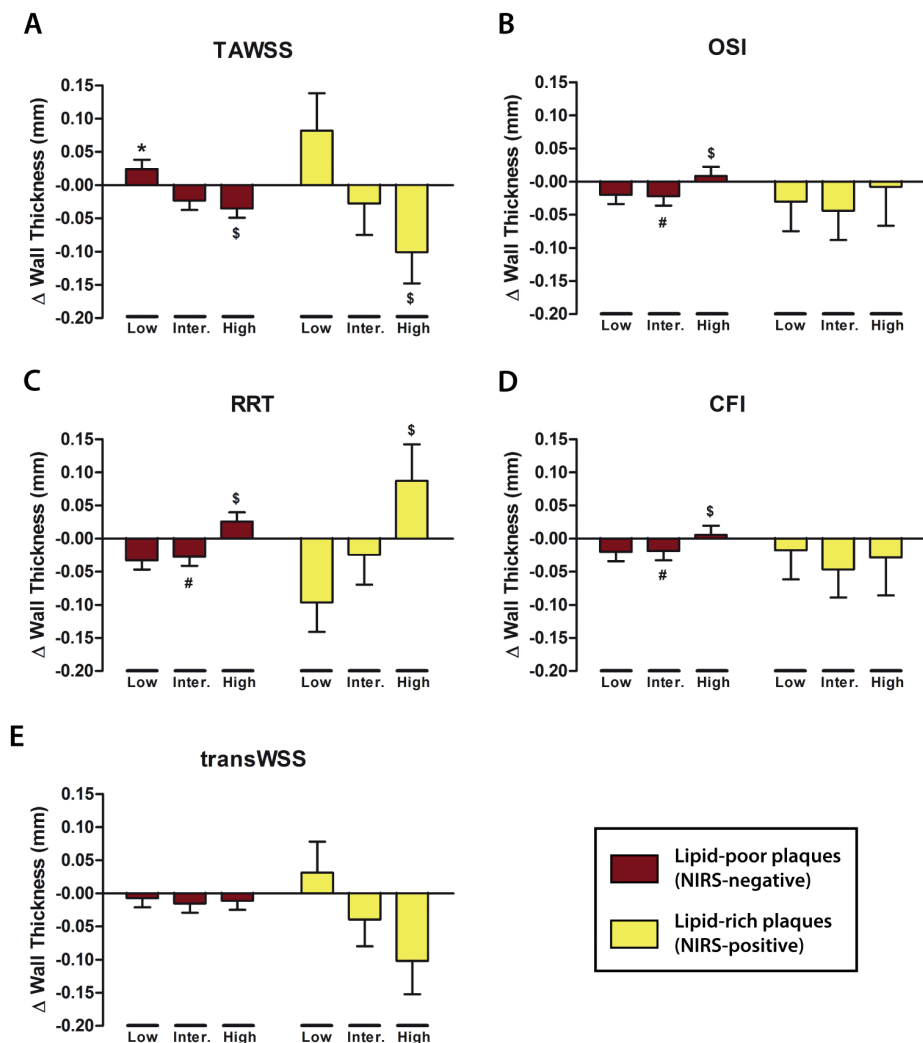 A
TAWSS
Δ Wall Thickness (mm)
0.15
0.10
0.05
-0.00
-0.05
-0.10
-0.15
-0.20
*
$
$
Low Inter. High Low Inter. High
B
OSI
Δ Wall Thickness (mm)
0.15
0.10
0.05
-0.00
-0.05
-0.10
-0.15
-0.20
#
$
Low Inter. High Low Inter. High
C
RRT
Δ Wall Thickness (mm)
0.15
0.10
0.05
-0.00
-0.05
-0.10
-0.15
-0.20
#
$
$
Low Inter. High Low Inter. High
D
CFI
Δ Wall Thickness (mm)
0.15
0.10
0.05
-0.00
-0.05
-0.10
-0.15
-0.20
#
$
Low Inter. High Low Inter. High
E
transWSS
Δ Wall Thickness (mm)
0.15
0.10
0.05
-0.00
-0.05
-0.10
-0.15
-0.20
Low Inter. High Low Inter. High
Lipid-poor plaques
(NIRS-negative)
Lipid-rich plaques
(NIRS-positive)